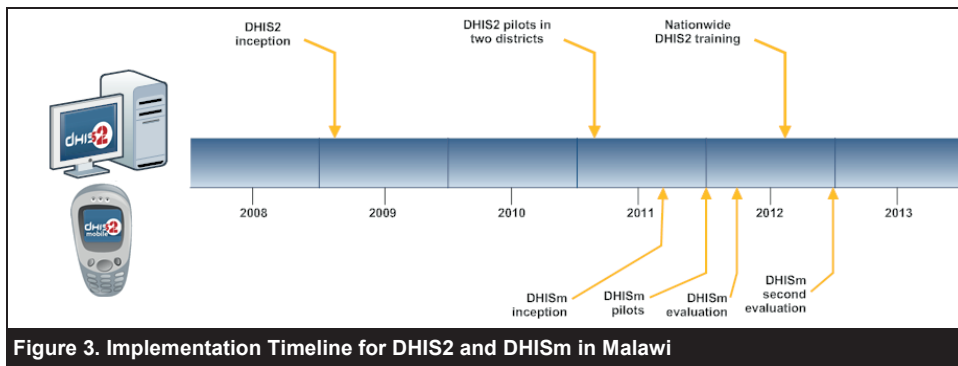 DHIS2
inception
DHIS2 pilots in
two districts
Nationwide
DHIS2 training
dHIS2
2008
2009
2010
2011
2012
2013
dHIS2
mobile
DHISm
inception
DHISm
pilots
DHISm
evaluation
DHISm
second
evaluation
Figure 3. Implementation Timeline for DHIS2 and DHISm in Malawi